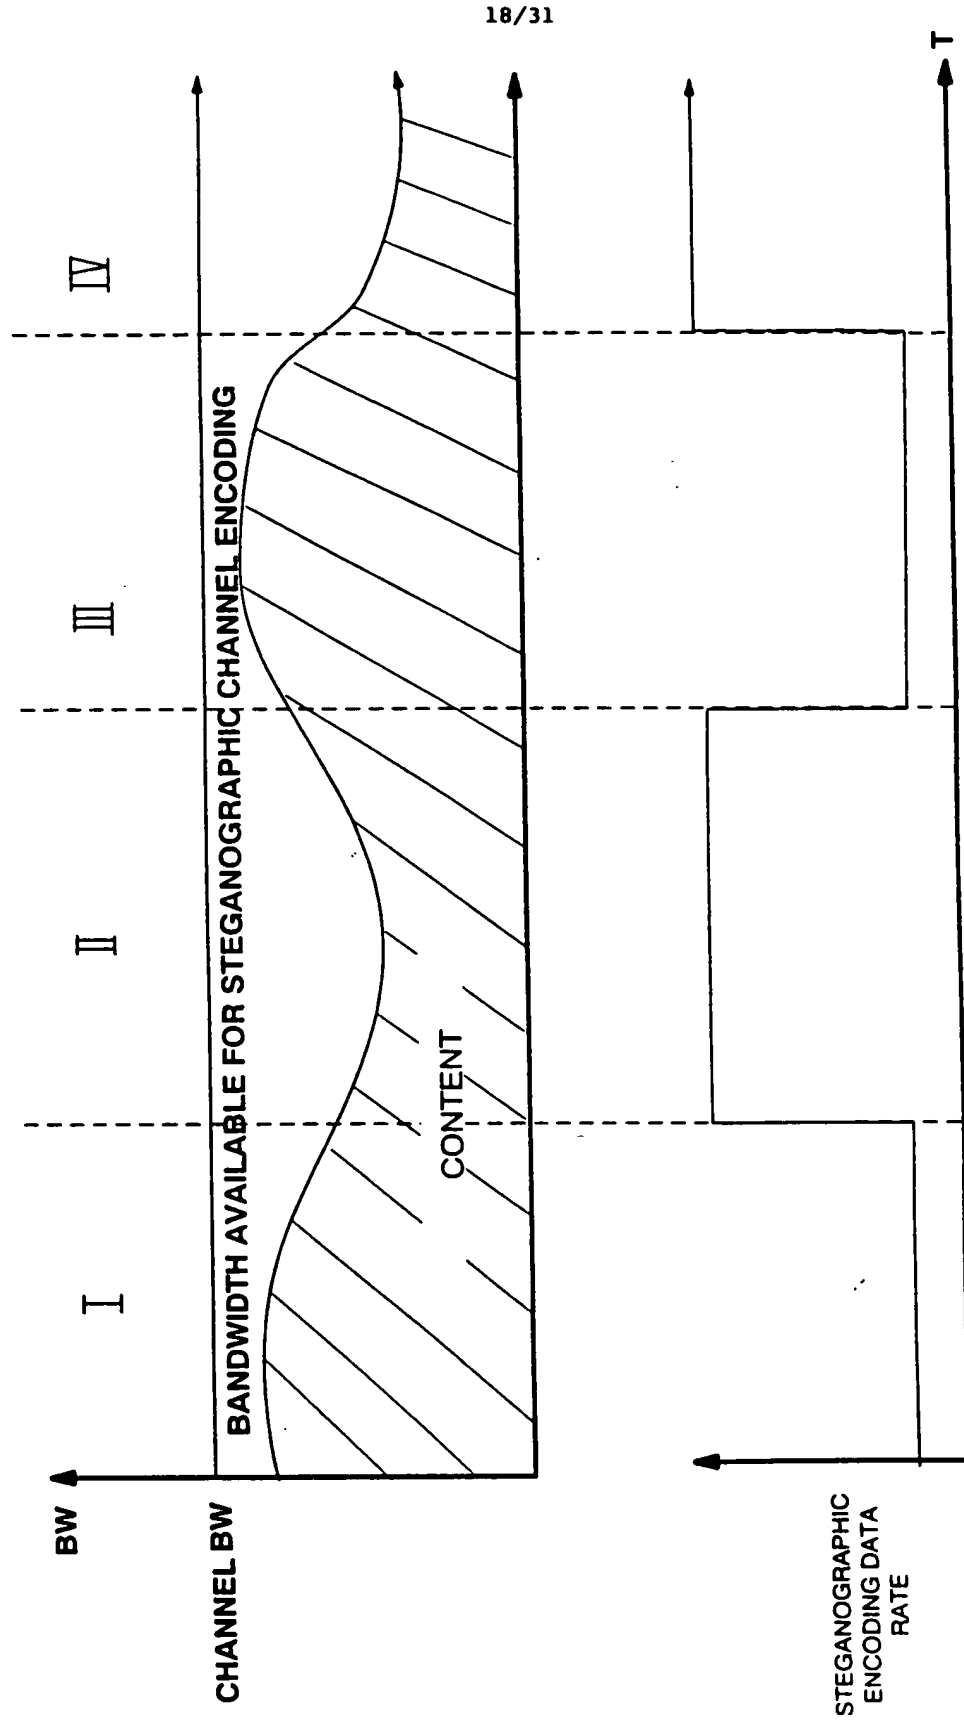 18/31
BW
I
II
III
IV
CHANNEL BW
BANDWIDTH AVAILABLE FOR STEGANOGRAPHIC CHANNEL ENCODING
CONTENT
STEGANOGRAPHIC
ENCODING DATA
RATE
T